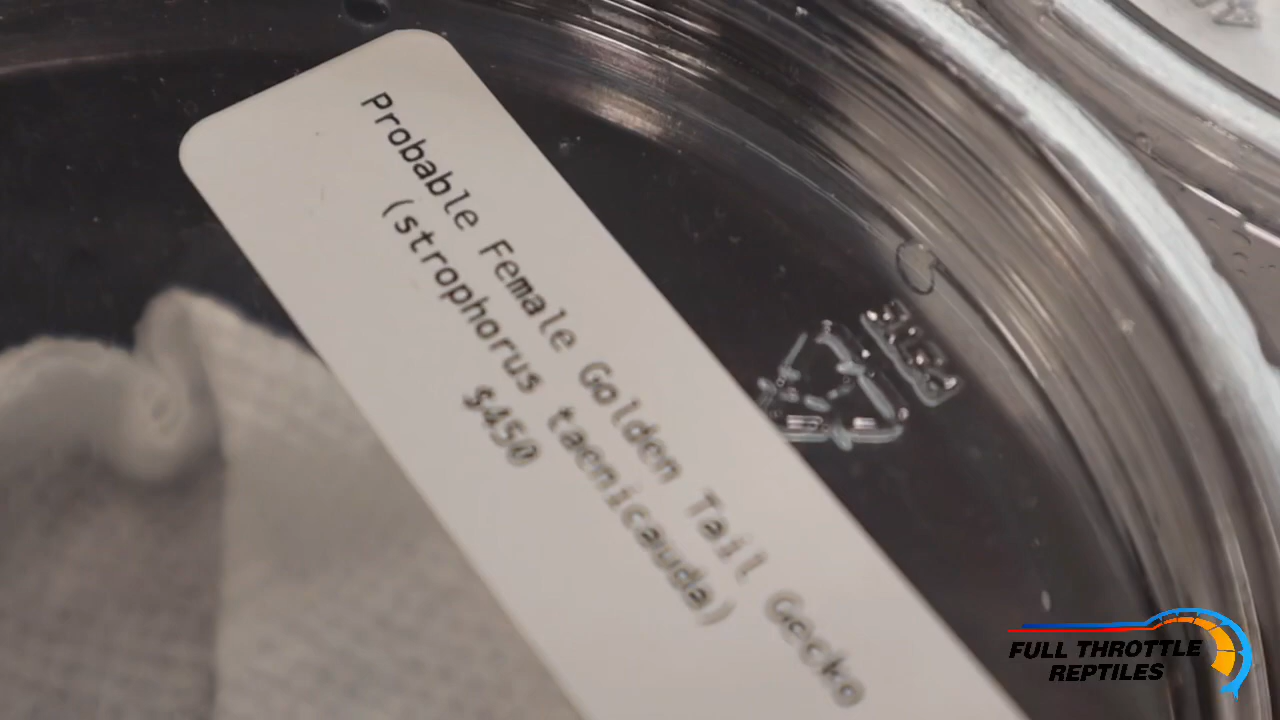 Probable Female Golden Tail Gecko
(strophorus taenicauda)
$450
FULL THROTTLE
REPTILES